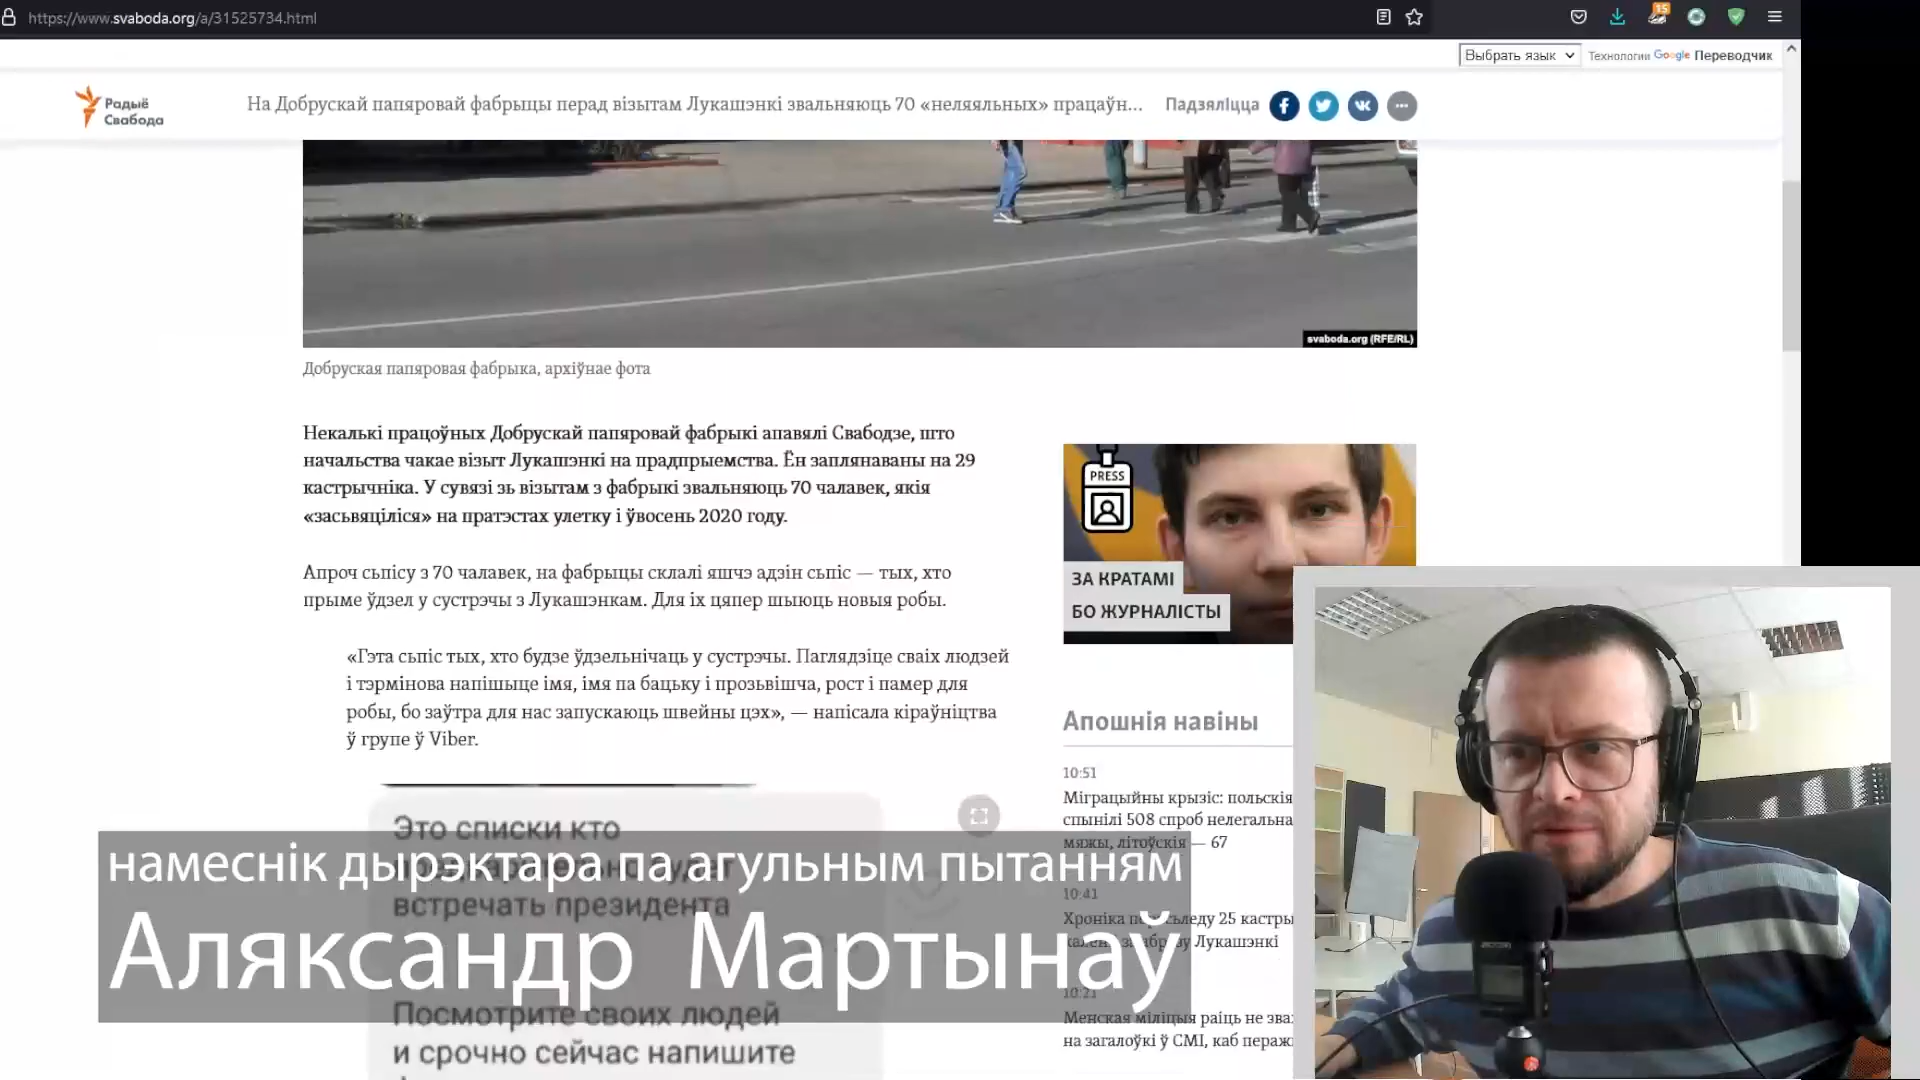 https://www.svaboda.org/a/31525734.html
15
Выбрать язык
Технологии Google Переводчик
Радыё
Свабода
На Добрускай папяровай фабрыцы перад візытам Лукашэнкі звальняюць 70 «неляяльных» працаўн...
Падзяліцца
svaboda.org (RFE/RL)
Добруская папяровая фабрыка, архіўнае фота
Некалькі працоўных Добрускай папяровай фабрыкі апавялі Свабодзе, што
начальства чакае візыт Лукашэнкі на прадпрыемства. Ён заплянаваны на 29
кастрычніка. У сувязі зь візытам з фабрыкі звальняюць 70 чалавек, якія
«засьвяціліся» на пратэстах улетку і ўвосень 2020 году.
Апроч сьпісу з 70 чалавек, на фабрыцы склалі яшчэ адзін сьпіс — тых, хто
прыме ўдзел у сустрэчы з Лукашэнкам. Для іх цяпер шыюць новыя робы.
«Гэта сьпіс тых, хто будзе ўдзельнічаць у сустрэчы. Паглядзіце сваіх людзей
і тэрмінова напішыце імя, імя па бацьку і прозьвішча, рост і памер для
робы, бо заўтра для нас запускаюць швейны цэх», — напісала кіраўніцтва
ў групе ў Viber.
Это списки кто
встречать президента
Посмотрите своих людей
и срочно сейчас напишите
намеснік дырэктара па агульным пытанням
Аляксандр Мартынаў
PRESS
ЗА КРАТАМІ
БО ЖУРНАЛІСТЫ
Апошнія навіны
10:51
Міграцыйны крызіс: польскія
спынілі 508 спроб нелегальна
мяжы, літоўскія — 67
10:41
Хроніка 25 кастры
Лукашэнкі
10:21
Менская міліцыя раіць не зва
на загалоўкі ў СМІ, каб пераж